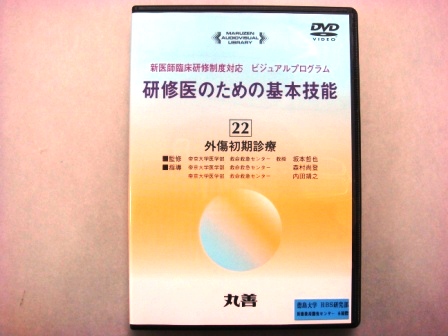 MARUZEN
AUDIOVISUAL
LIBRARY
DVD
VIDEO
新医師臨床研修制度対応 ビジュアルプログラム
研修医のための基本技能
22
外傷初期診療
■監修 帝京大学医学部 救命救急センター 教授 坂本哲也
■指導 帝京大学医学部 救命救急センター 森村尚登
帝京大学医学部 救命救急センター 内田靖之
丸善